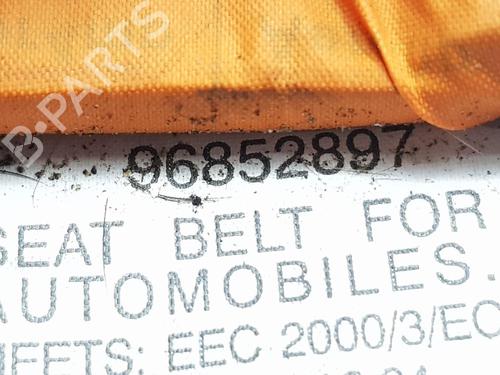 B-PARTS
96852897
SEAT BELT FOR
AUTOMOBILES.
MEETS: EEC 2000/3/EC